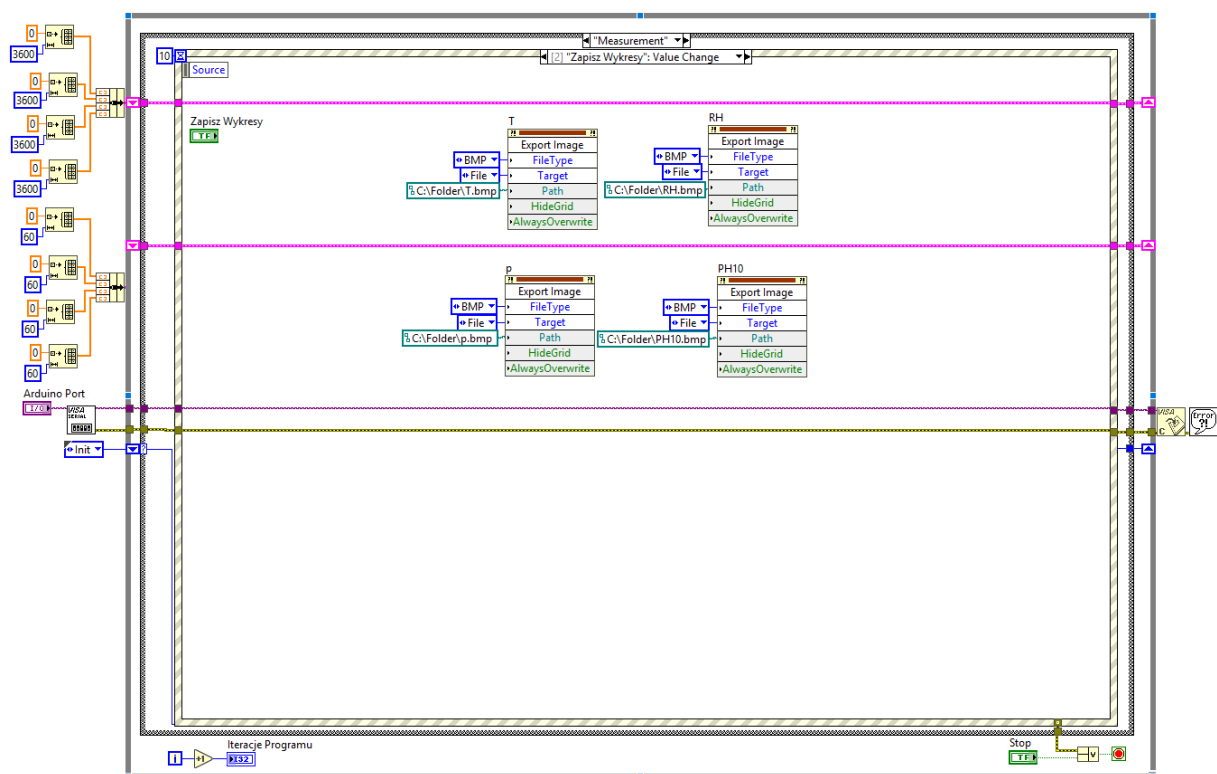 "Measurement"
10
[2] "Zapisz Wykresy": Value Change
Source
0
3600
0
3600
0
3600
0
3600
0
60
0
60
0
60
0
60
Zapisz Wykresy
TF
T
Export Image
BMP
FileType
File
Target
C:\Folder\T.bmp
Path
HideGrid
AlwaysOverwrite
RH
Export Image
BMP
FileType
File
Target
C:\Folder\RH.bmp
Path
HideGrid
AlwaysOverwrite
p
Export Image
BMP
FileType
File
Target
C:\Folder\p.bmp
Path
HideGrid
AlwaysOverwrite
PH10
Export Image
BMP
FileType
File
Target
C:\Folder\PH10.bmp
Path
HideGrid
AlwaysOverwrite
Arduino Port
I/O
VISA
SERIAL
Init
?
VISA
C
Error
?!
i
+1
Iteracje Programu
I32
Stop
TF
V